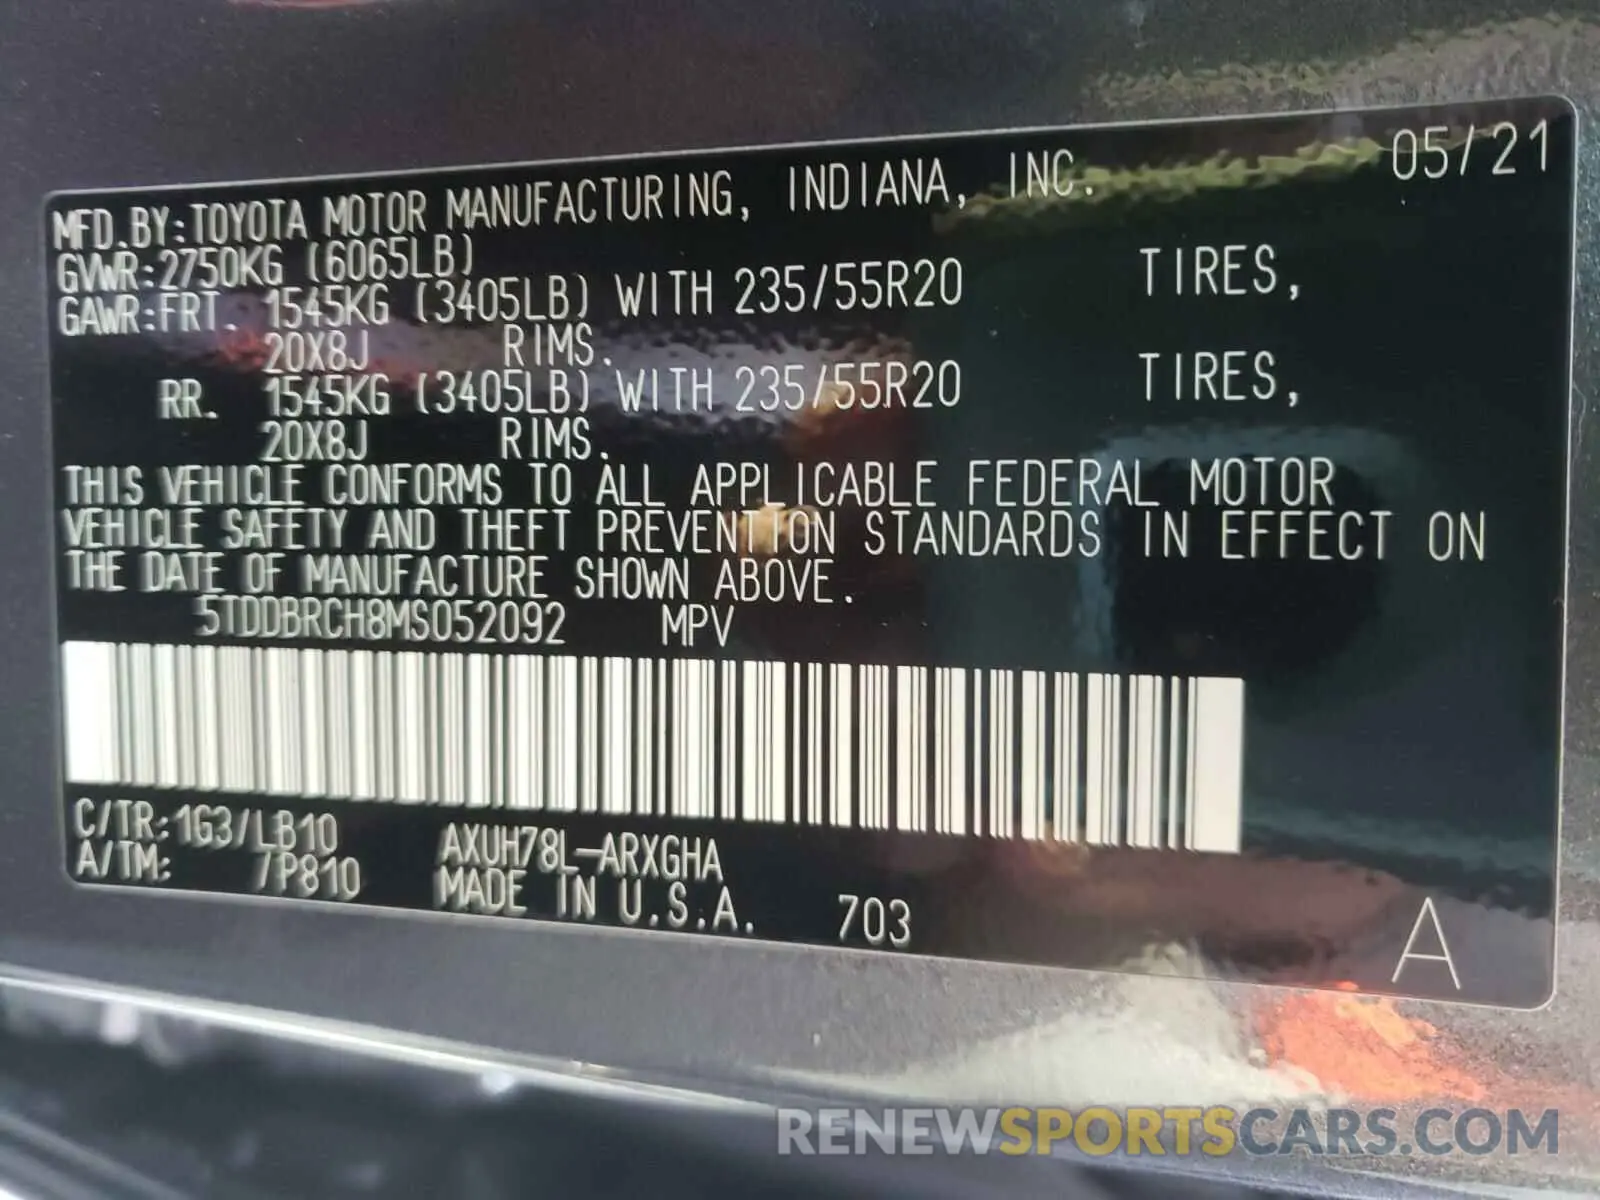 05/21
MFD.BY:TOYOTA MOTOR MANUFACTURING, INDIANA, INC.
GVWR:2750KG (6065LB)
GAWR:FRT. 1545KG (3405LB) WITH 235/55R20 TIRES,
20X8J RIMS.
RR. 1545KG (3405LB) WITH 235/55R20 TIRES,
20X8J RIMS.
THIS VEHICLE CONFORMS TO ALL APPLICABLE FEDERAL MOTOR
VEHICLE SAFETY AND THEFT PREVENTION STANDARDS IN EFFECT ON
THE DATE OF MANUFACTURE SHOWN ABOVE.
5TDDBRCH8MS052092 MPV
C/TR:1G3/LB10 AXUH78L-ARXGHA
A/TM: /P810 MADE IN U.S.A. 703
A
RENEWSPORTSCARS.COM